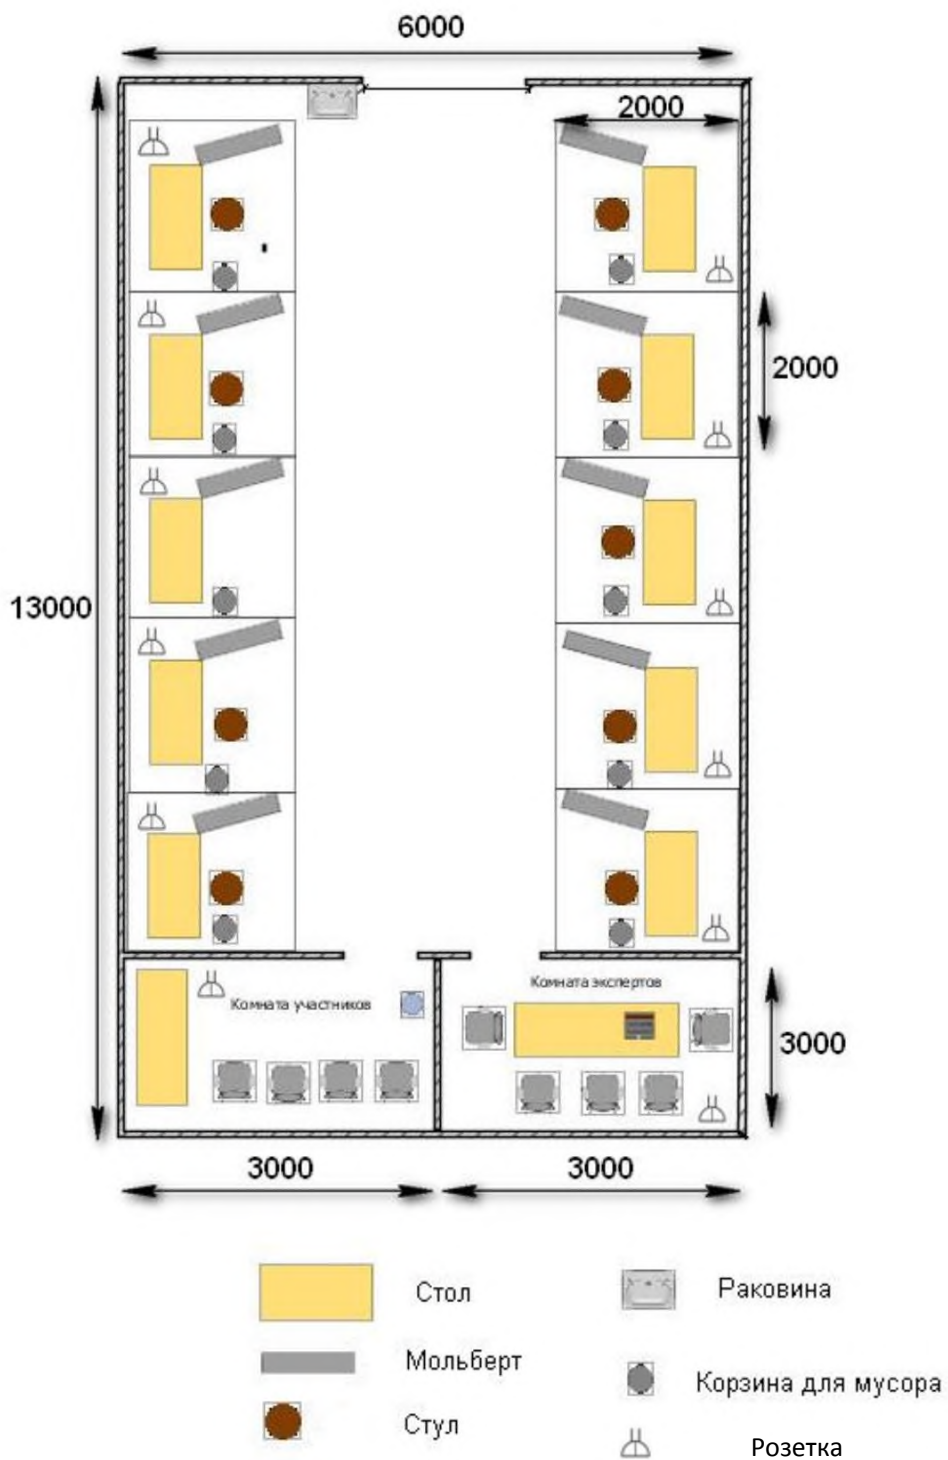 6000
2000
2000
13000
Комната участников
Комната экспертов
3000
3000
3000
Стол
Раковина
Мольберт
Корзина для мусора
Стул
Розетка